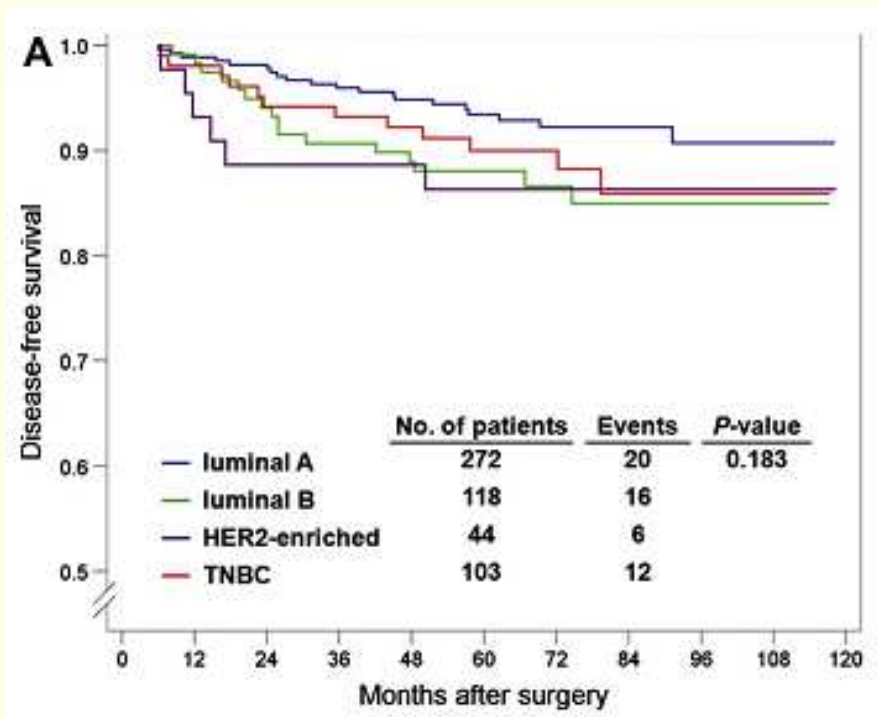 A
1.0
0.9
0.8
0.7
0.6
0.5
Disease-free survival
No. of patients Events P-value
luminal A 272 20 0.183
luminal B 118 16
HER2-enriched 44 6
TNBC 103 12
0 12 24 36 48 60 72 84 96 108 120
Months after surgery